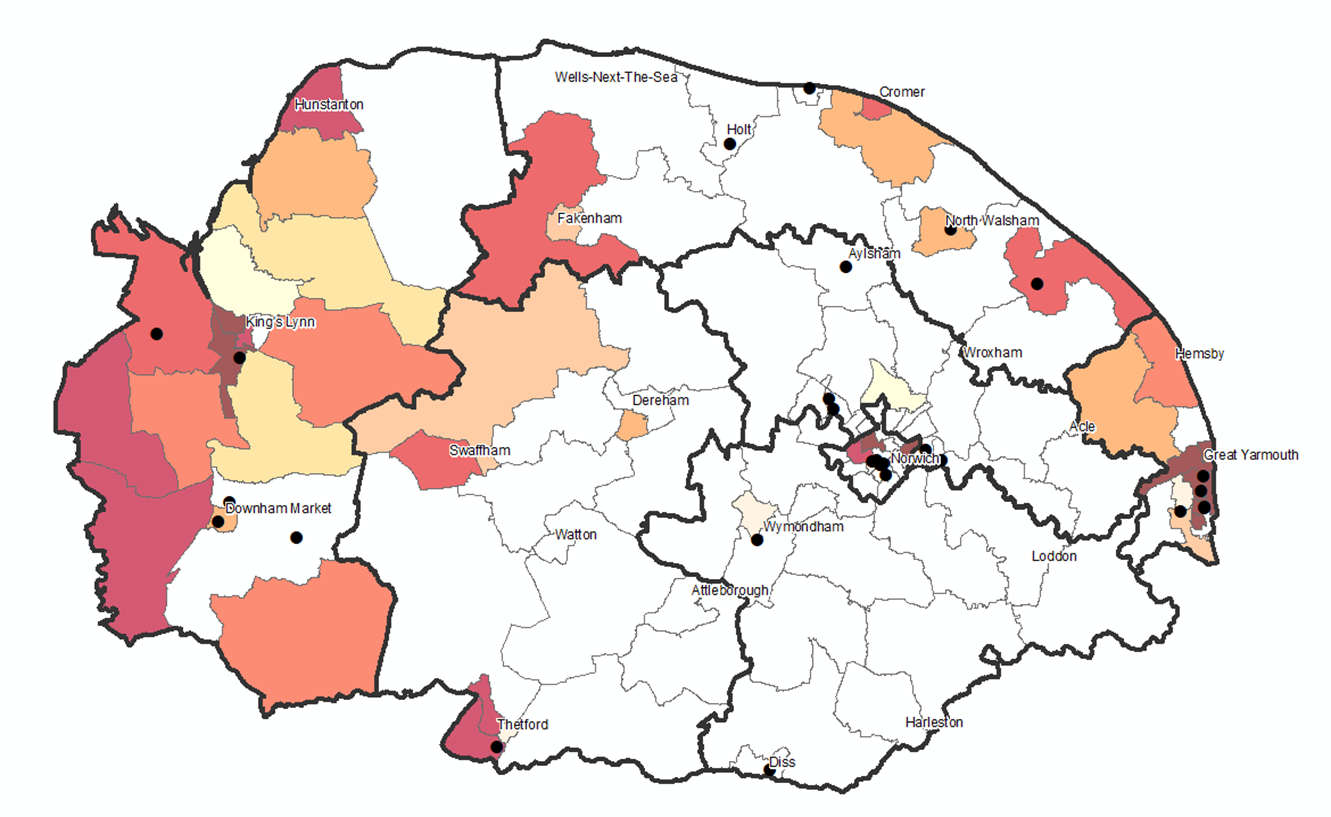 Wells-Next-The-Sea
Cromer
Hunstanton
Holt
Fakenham
North Walsham
Aylsham
King's Lynn
Wroxham
Hemsby
Dereham
Acle
Swaffham
Norwich
Great Yarmouth
Downham Market
Wymondham
Watton
Loddon
Attleborough
Thetford
Harleston
Diss